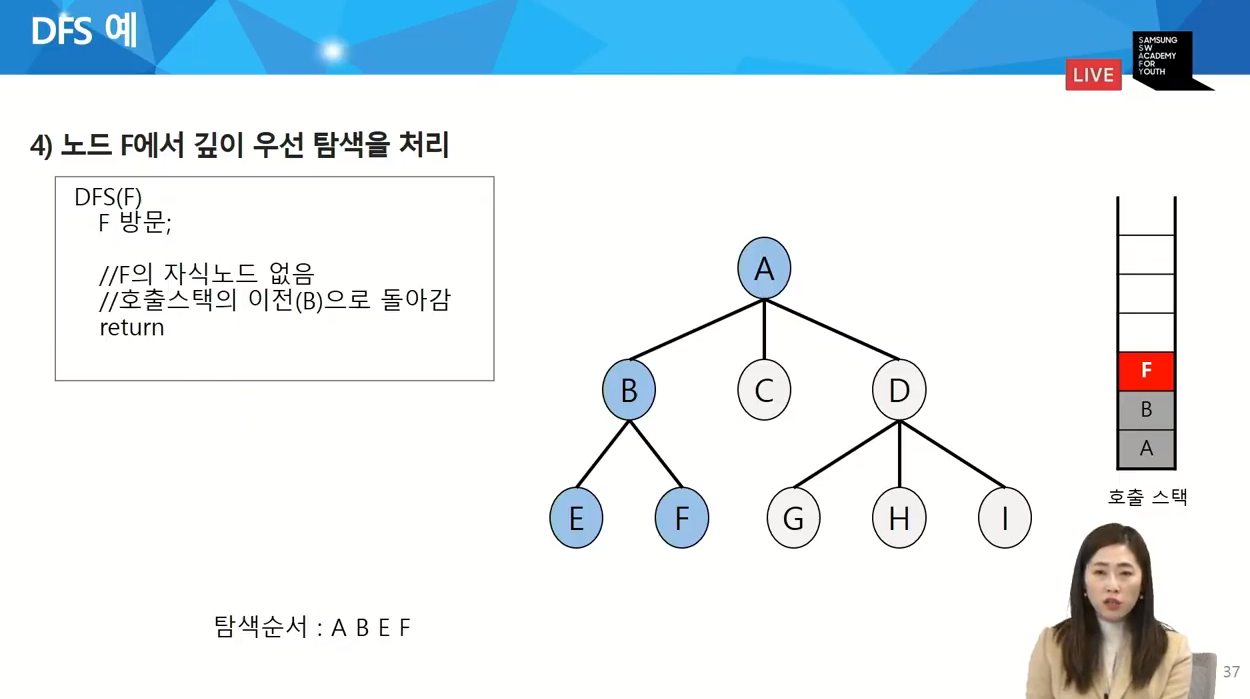 DFS 예
LIVE
SAMSUNG
SW
ACADEMY
FOR
YOUTH
4) 노드 F에서 깊이 우선 탐색을 처리
DFS(F)
F 방문;
//F의 자식노드 없음
//호출스택의 이전(B)으로 돌아감
return
A
B
C
D
E
F
G
H
I
F
B
A
호출 스택
탐색순서 : A B E F
37